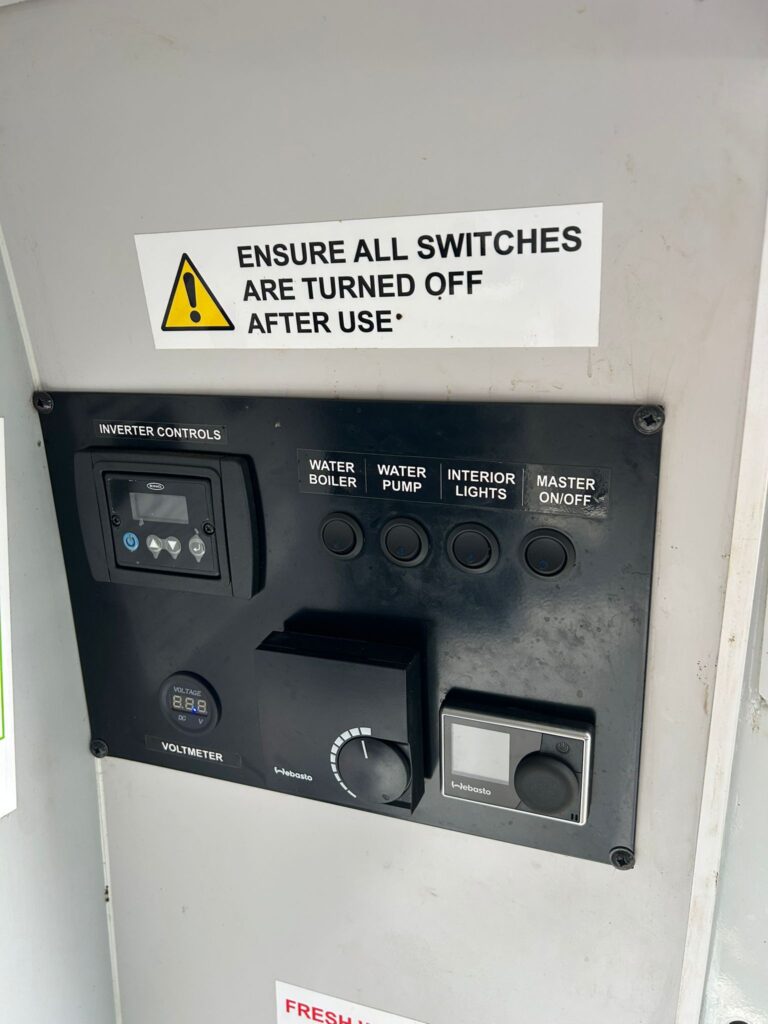 ENSURE ALL SWITCHES
ARE TURNED OFF
AFTER USE
INVERTER CONTROLS
WATER
BOILER
WATER
PUMP
INTERIOR
LIGHTS
MASTER
ON/OFF
VOLTAGE
DC V
VOLTMETER
Webasto
Webasto
FRESH